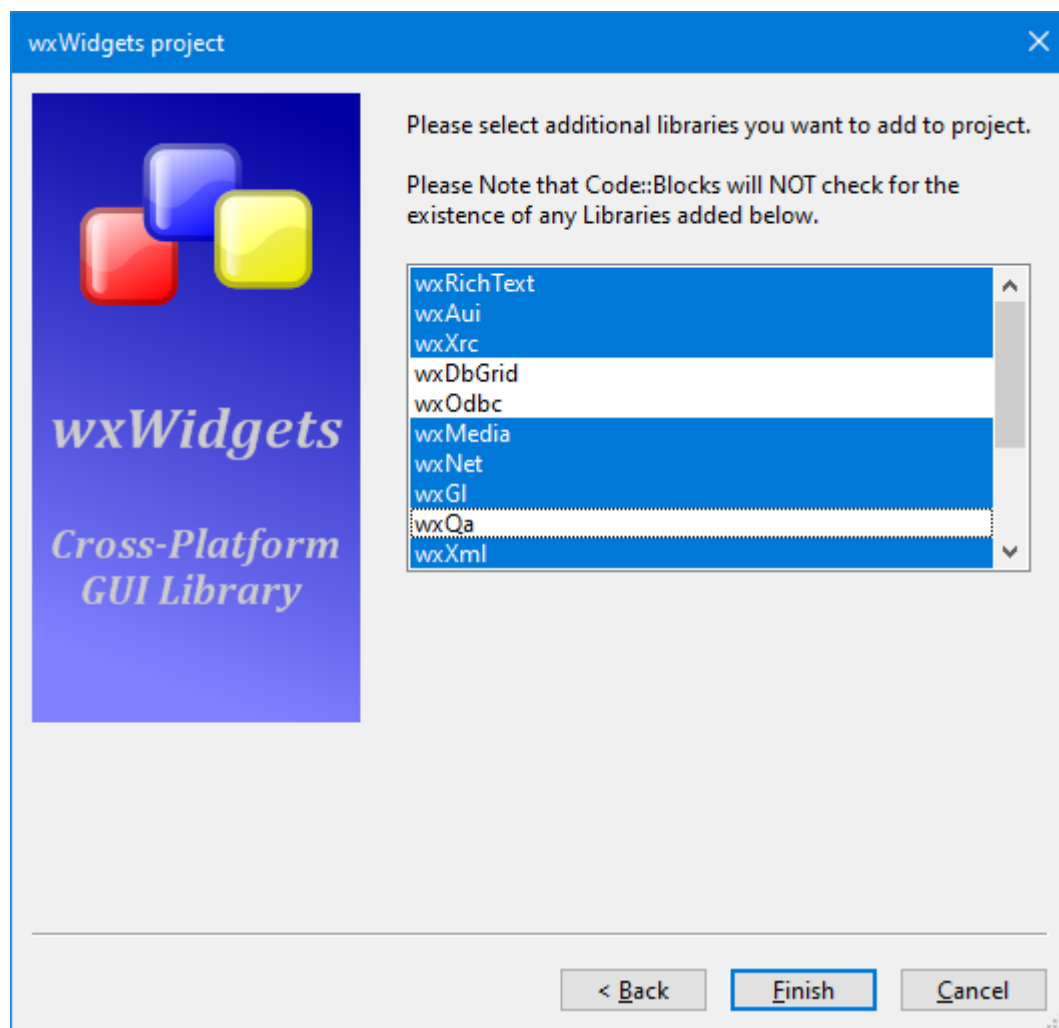 wxWidgets project
wxWidgets
Cross-Platform
GUI Library
Please select additional libraries you want to add to project.
Please Note that Code::Blocks will NOT check for the
existence of any Libraries added below.
wxRichText
wxAui
wxXrc
wxDbGrid
wxOdbc
wxMedia
wxNet
wxGl
wxQa
wxXml
< Back
Finish
Cancel